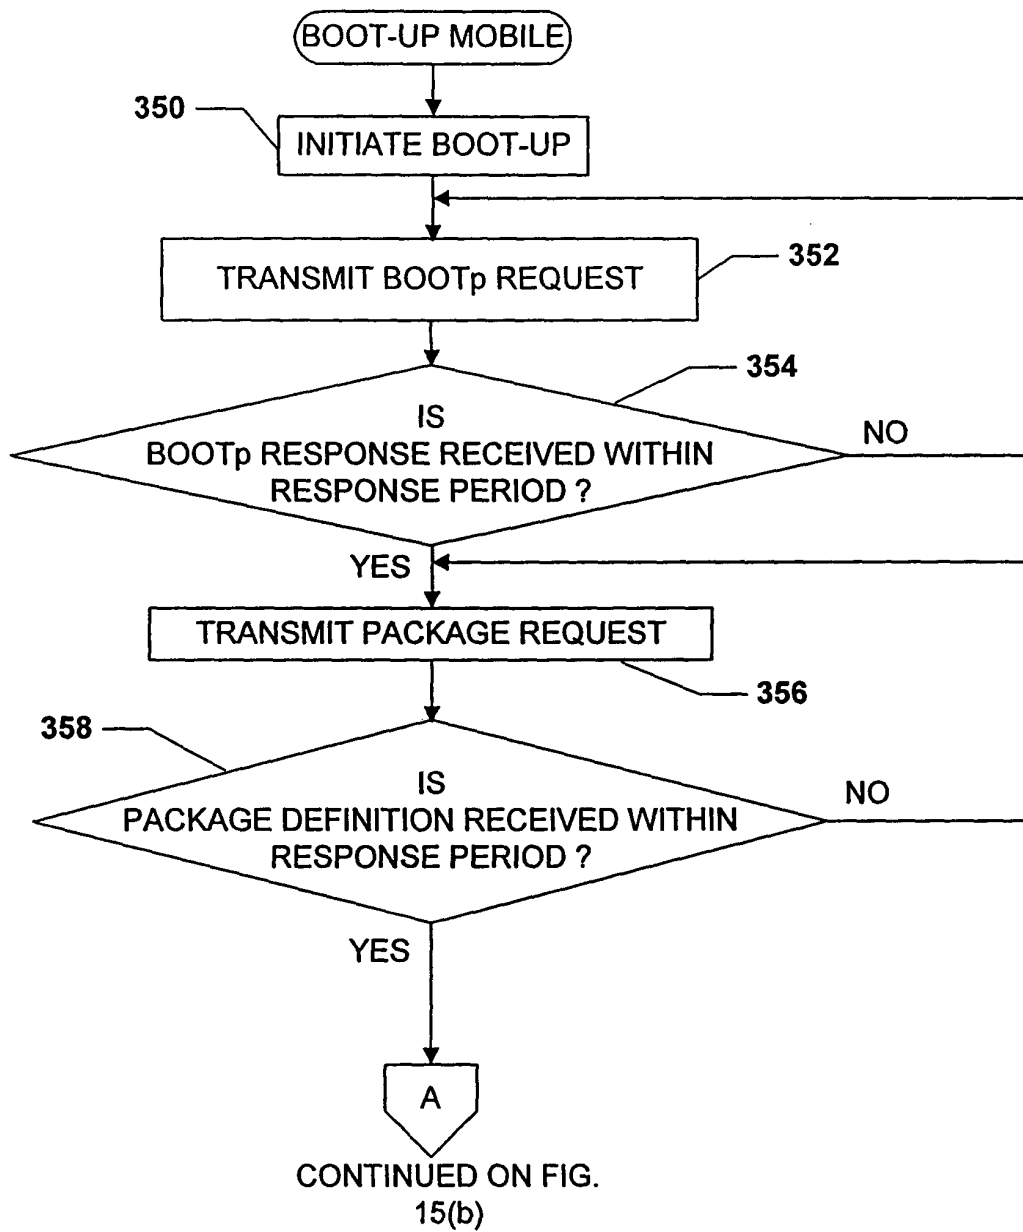 BOOT-UP MOBILE
350
INITIATE BOOT-UP
352
TRANSMIT BOOTp REQUEST
354
IS
BOOTp RESPONSE RECEIVED WITHIN
RESPONSE PERIOD ?
NO
YES
TRANSMIT PACKAGE REQUEST
356
358
IS
PACKAGE DEFINITION RECEIVED WITHIN
RESPONSE PERIOD ?
NO
YES
A
CONTINUED ON FIG.
15(b)